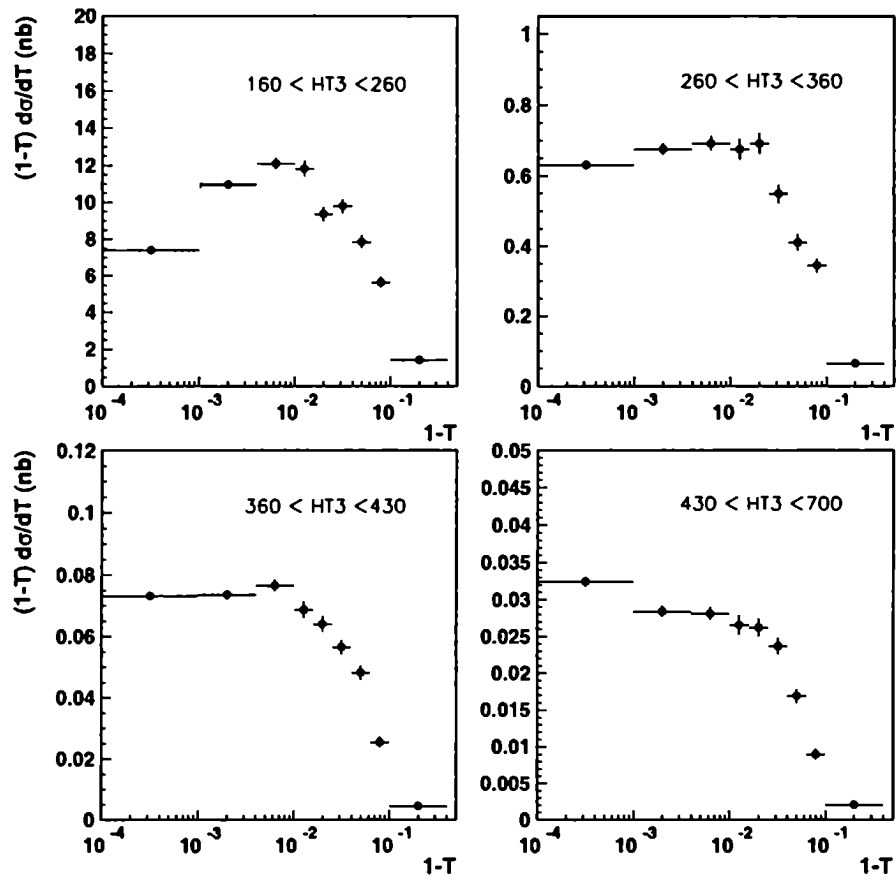 (1-T) dσ/dT (nb)
20
18
16
14
12
10
8
6
4
2
0
160 < HT3 <260
10⁻⁴ 10⁻³ 10⁻² 10⁻¹
1-T
1
0.8
0.6
0.4
0.2
0
260 < HT3 <360
10⁻⁴ 10⁻³ 10⁻² 10⁻¹
1-T
(1-T) dσ/dT (nb)
0.12
0.1
0.08
0.06
0.04
0.02
0
360 < HT3 <430
10⁻⁴ 10⁻³ 10⁻² 10⁻¹
1-T
0.05
0.045
0.04
0.035
0.03
0.025
0.02
0.015
0.01
0.005
0
430 < HT3 <700
10⁻⁴ 10⁻³ 10⁻² 10⁻¹
1-T